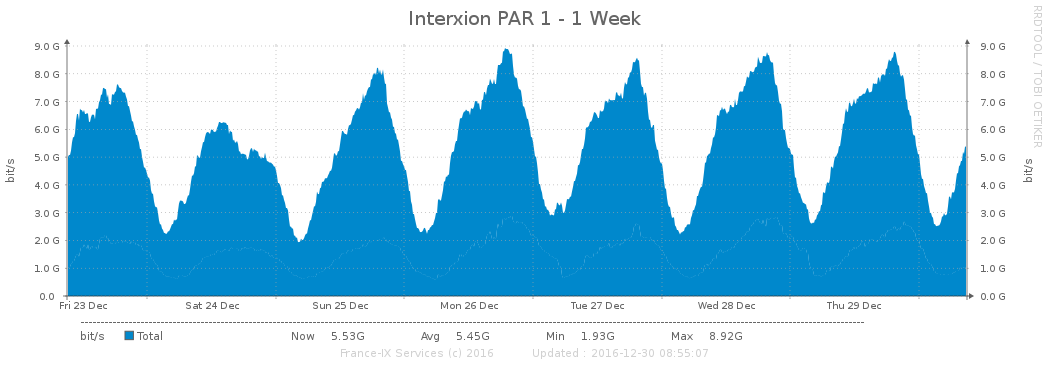 Interxion PAR 1 - 1 Week
RRDTOOL / TOBI OETIKER
9.0 G 9.0 G
8.0 G 8.0 G
7.0 G 7.0 G
6.0 G 6.0 G
5.0 G 5.0 G
4.0 G 4.0 G
3.0 G 3.0 G
2.0 G 2.0 G
1.0 G 1.0 G
0.0 0.0 G
bit/s bit/s
Fri 23 Dec Sat 24 Dec Sun 25 Dec Mon 26 Dec Tue 27 Dec Wed 28 Dec Thu 29 Dec
bit/s Total Now 5.53G Avg 5.45G Min 1.93G Max 8.92G
France-IX Services (c) 2016 Updated : 2016-12-30 08:55:07